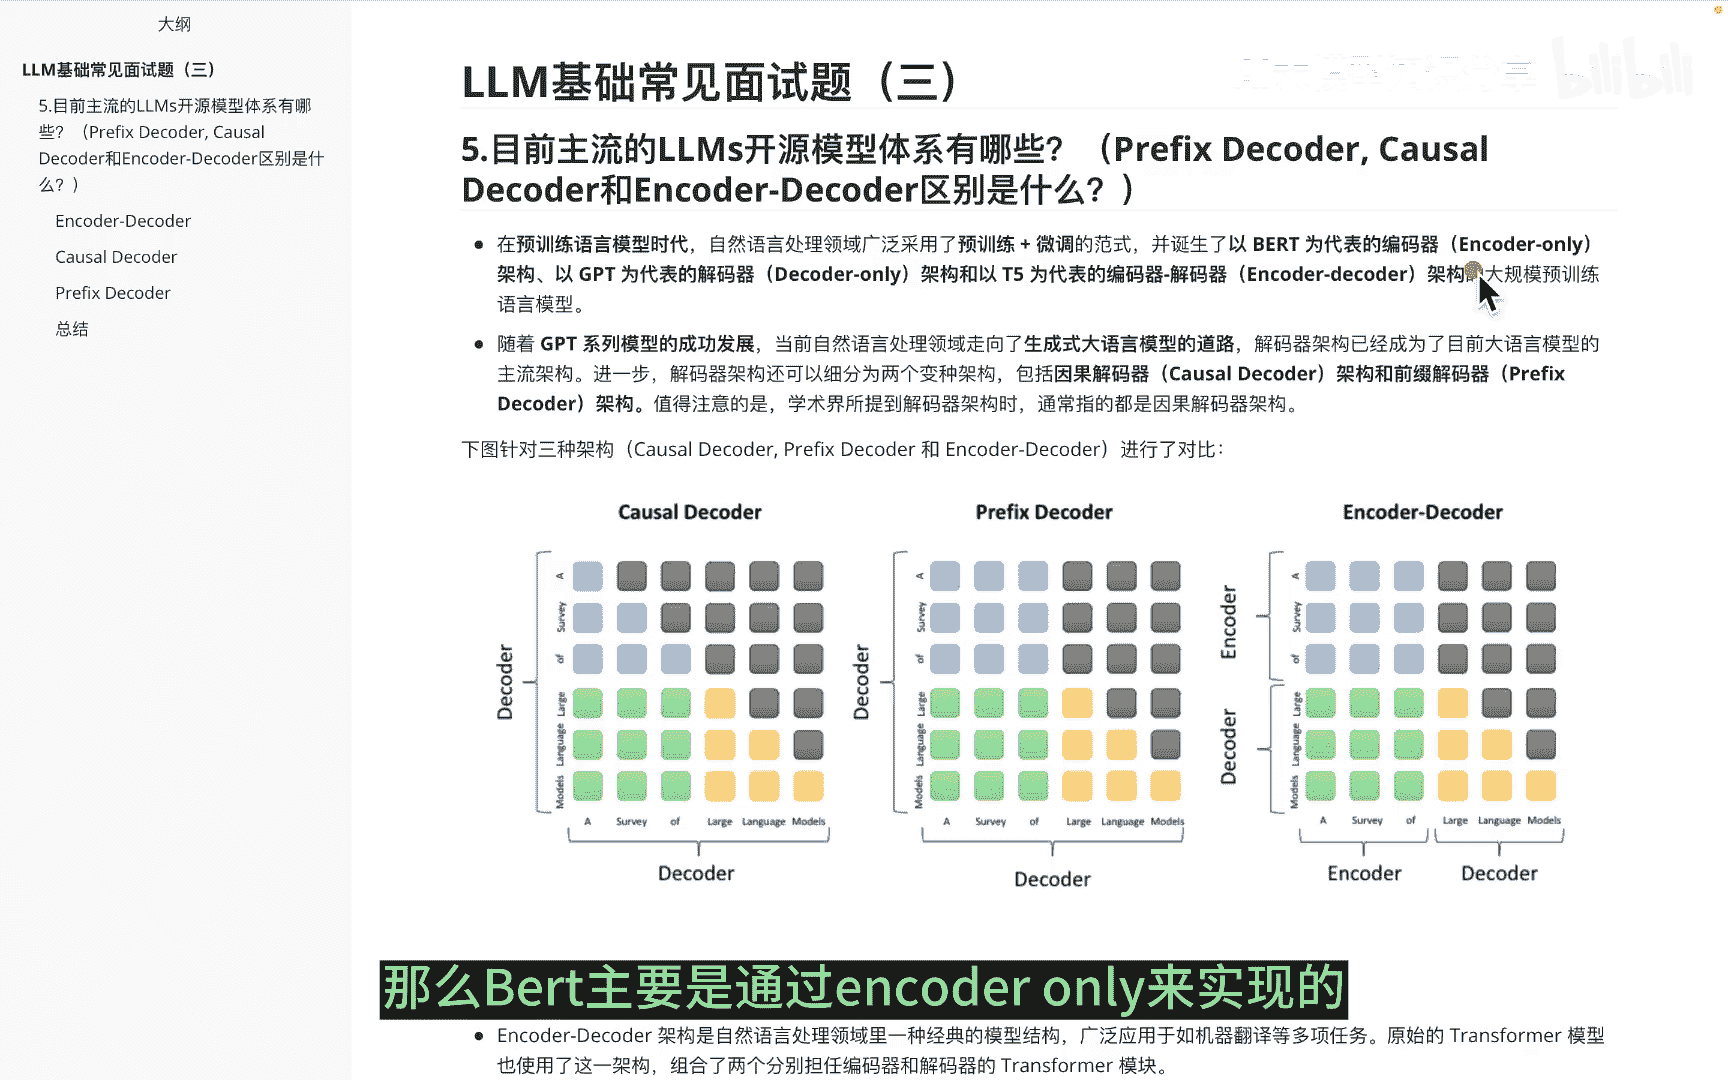 大纲
LLM基础常见面试题（三）
5.目前主流的LLMs开源模型体系有哪
些？（Prefix Decoder, Causal
Decoder和Encoder-Decoder区别是什
么？）
Encoder-Decoder
Causal Decoder
Prefix Decoder
总结
LLM基础常见面试题（三）
bilibili
5.目前主流的LLMs开源模型体系有哪些？（Prefix Decoder, Causal
Decoder和Encoder-Decoder区别是什么？）
在预训练语言模型时代，自然语言处理领域广泛采用了预训练 + 微调的范式，并诞生了以 BERT 为代表的编码器（Encoder-only）
架构、以 GPT 为代表的解码器（Decoder-only）架构和以 T5 为代表的编码器-解码器（Encoder-decoder）架构大规模预训练
语言模型。
随着 GPT 系列模型的成功发展，当前自然语言处理领域走向了生成式大语言模型的道路，解码器架构已经成为了目前大语言模型的
主流架构。进一步，解码器架构还可以细分为两个变种架构，包括因果解码器（Causal Decoder）架构和前缀解码器（Prefix
Decoder）架构。值得注意的是，学术界所提到解码器架构时，通常指的都是因果解码器架构。
下图针对三种架构（Causal Decoder, Prefix Decoder 和 Encoder-Decoder）进行了对比：
Causal Decoder
Decoder
A
Survey
of
Large
Language
Models
A Survey of Large Language Models
Decoder
Prefix Decoder
Decoder
A
Survey
of
Large
Language
Models
A Survey of Large Language Models
Decoder
Encoder-Decoder
Encoder
Decoder
A
Survey
of
Large
Language
Models
A Survey of Large Language Models
Encoder Decoder
那么Bert主要是通过encoder only来实现的
Encoder-Decoder 架构是自然语言处理领域里一种经典的模型结构，广泛应用于如机器翻译等多项任务。原始的 Transformer 模型
也使用了这一架构，组合了两个分别担任编码器和解码器的 Transformer 模块。